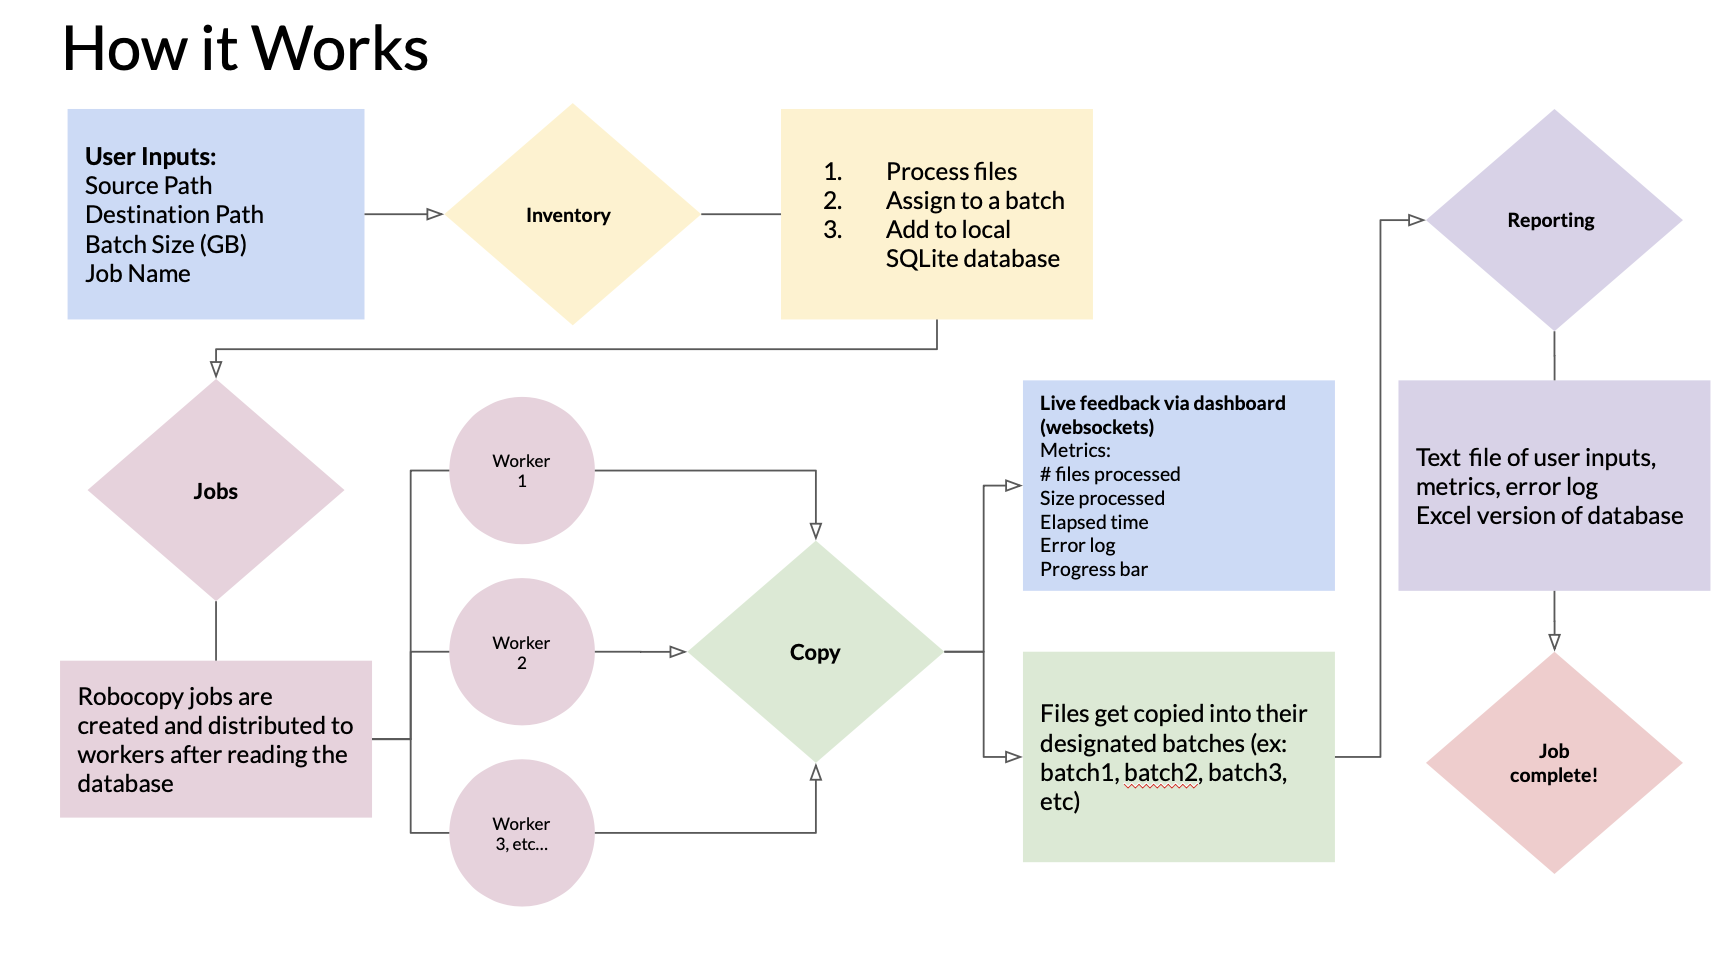 How it Works
User Inputs:
Source Path
Destination Path
Batch Size (GB)
Job Name
Inventory
1. Process files
2. Assign to a batch
3. Add to local
SQLite database
Jobs
Robocopy jobs are
created and distributed to
workers after reading the
database
Worker
1
Worker
2
Worker
3, etc...
Copy
Live feedback via dashboard
(websockets)
Metrics:
# files processed
Size processed
Elapsed time
Error log
Progress bar
Files get copied into their
designated batches (ex:
batch1, batch2, batch3,
etc)
Reporting
Text file of user inputs,
metrics, error log
Excel version of database
Job
complete!